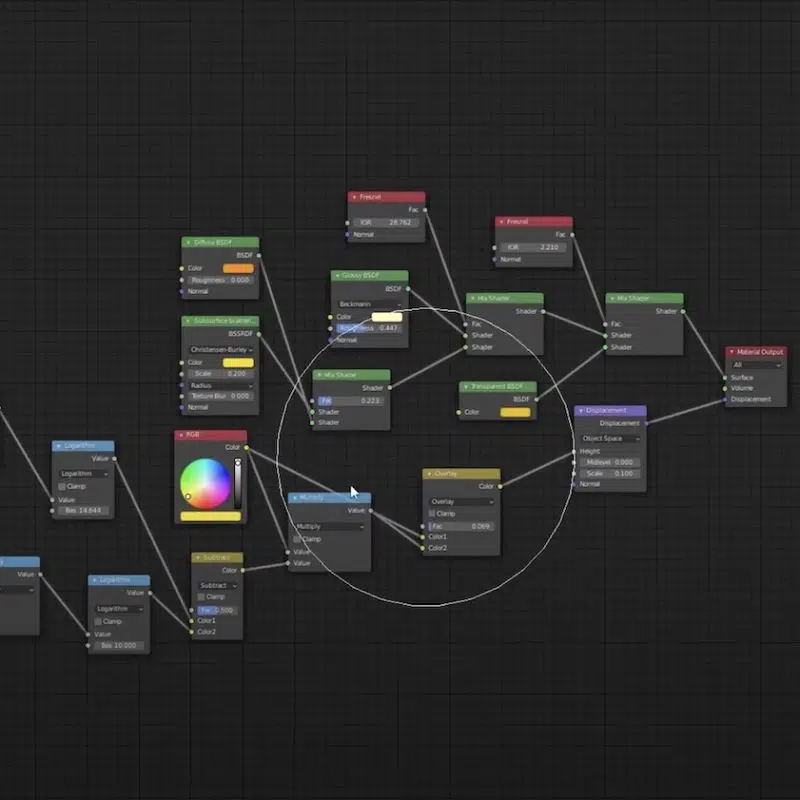 Fresnel
Fac
IOR 28.762
Normal
Fresnel
Fac
IOR 2.210
Normal
Diffuse BSDF
BSDF
Color
Roughness 0.000
Normal
Glossy BSDF
BSDF
Beckmann
Color
Roughness 0.447
Normal
Mix Shader
Shader
Fac
Shader
Shader
Mix Shader
Shader
Fac
Shader
Shader
Subsurface Scatteri..
BSSRDF
Christensen-Burley
Color
Scale 0.200
Radius
Texture Blur 0.000
Normal
Mix Shader
Shader
Fac 0.223
Shader
Shader
Transparent BSDF
BSDF
Color
Material Output
All
Surface
Volume
Displacement
Displacement
Displacement
Object Space
Height
Midlevel 0.000
Scale 0.100
Normal
RGB
Color
Logarithm
Value
Logarithm
Clamp
Value
Bas 14.644
Overlay
Color
Overlay
Clamp
Fac 0.069
Color1
Color2
Multiply
Value
Multiply
Clamp
Value
Value
Subtract
Color
Subtract
Clamp
Fac 0.500
Color1
Color2
Value
Logarithm
Value
Logarithm
Clamp
Value
Bas 10.000